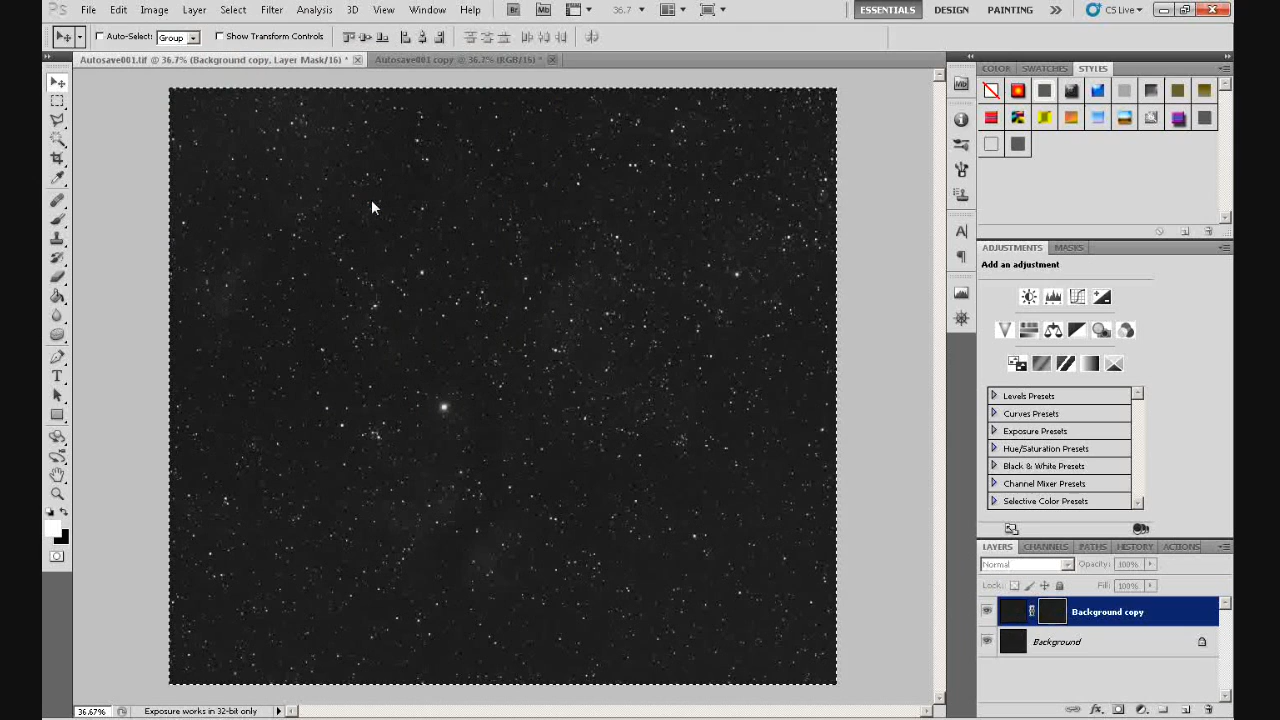 Ps File Edit Image Layer Select Filter Analysis 3D View Window Help Br Mb 36.7 ESSENTIALS DESIGN PAINTING CS Live
Auto-Select: Group Show Transform Controls
Autosave001.tif @ 36.7% (Background copy, Layer Mask/16) * Autosave001 copy @ 36.7% (RGB/16) *
COLOR SWATCHES STYLES
Mb
ADJUSTMENTS MASKS
Add an adjustment
Levels Presets
Curves Presets
Exposure Presets
Hue/Saturation Presets
Black & White Presets
Channel Mixer Presets
Selective Color Presets
LAYERS CHANNELS PATHS HISTORY ACTIONS
Normal Opacity: 100%
Lock: Fill: 100%
Background copy
Background
36.67% Exposure works in 32-bit only